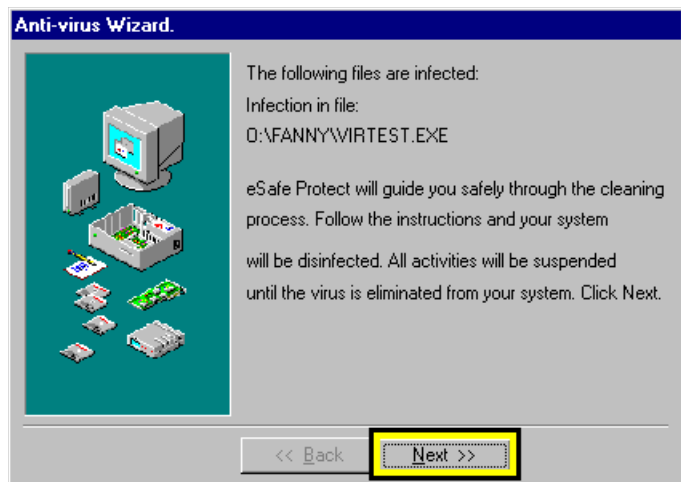 Anti-virus Wizard.
The following files are infected:
Infection in file:
O:\FANNY\VIRTEST.EXE
eSafe Protect will guide you safely through the cleaning
process. Follow the instructions and your system
will be disinfected. All activities will be suspended
until the virus is eliminated from your system. Click Next.
<< Back
Next >>